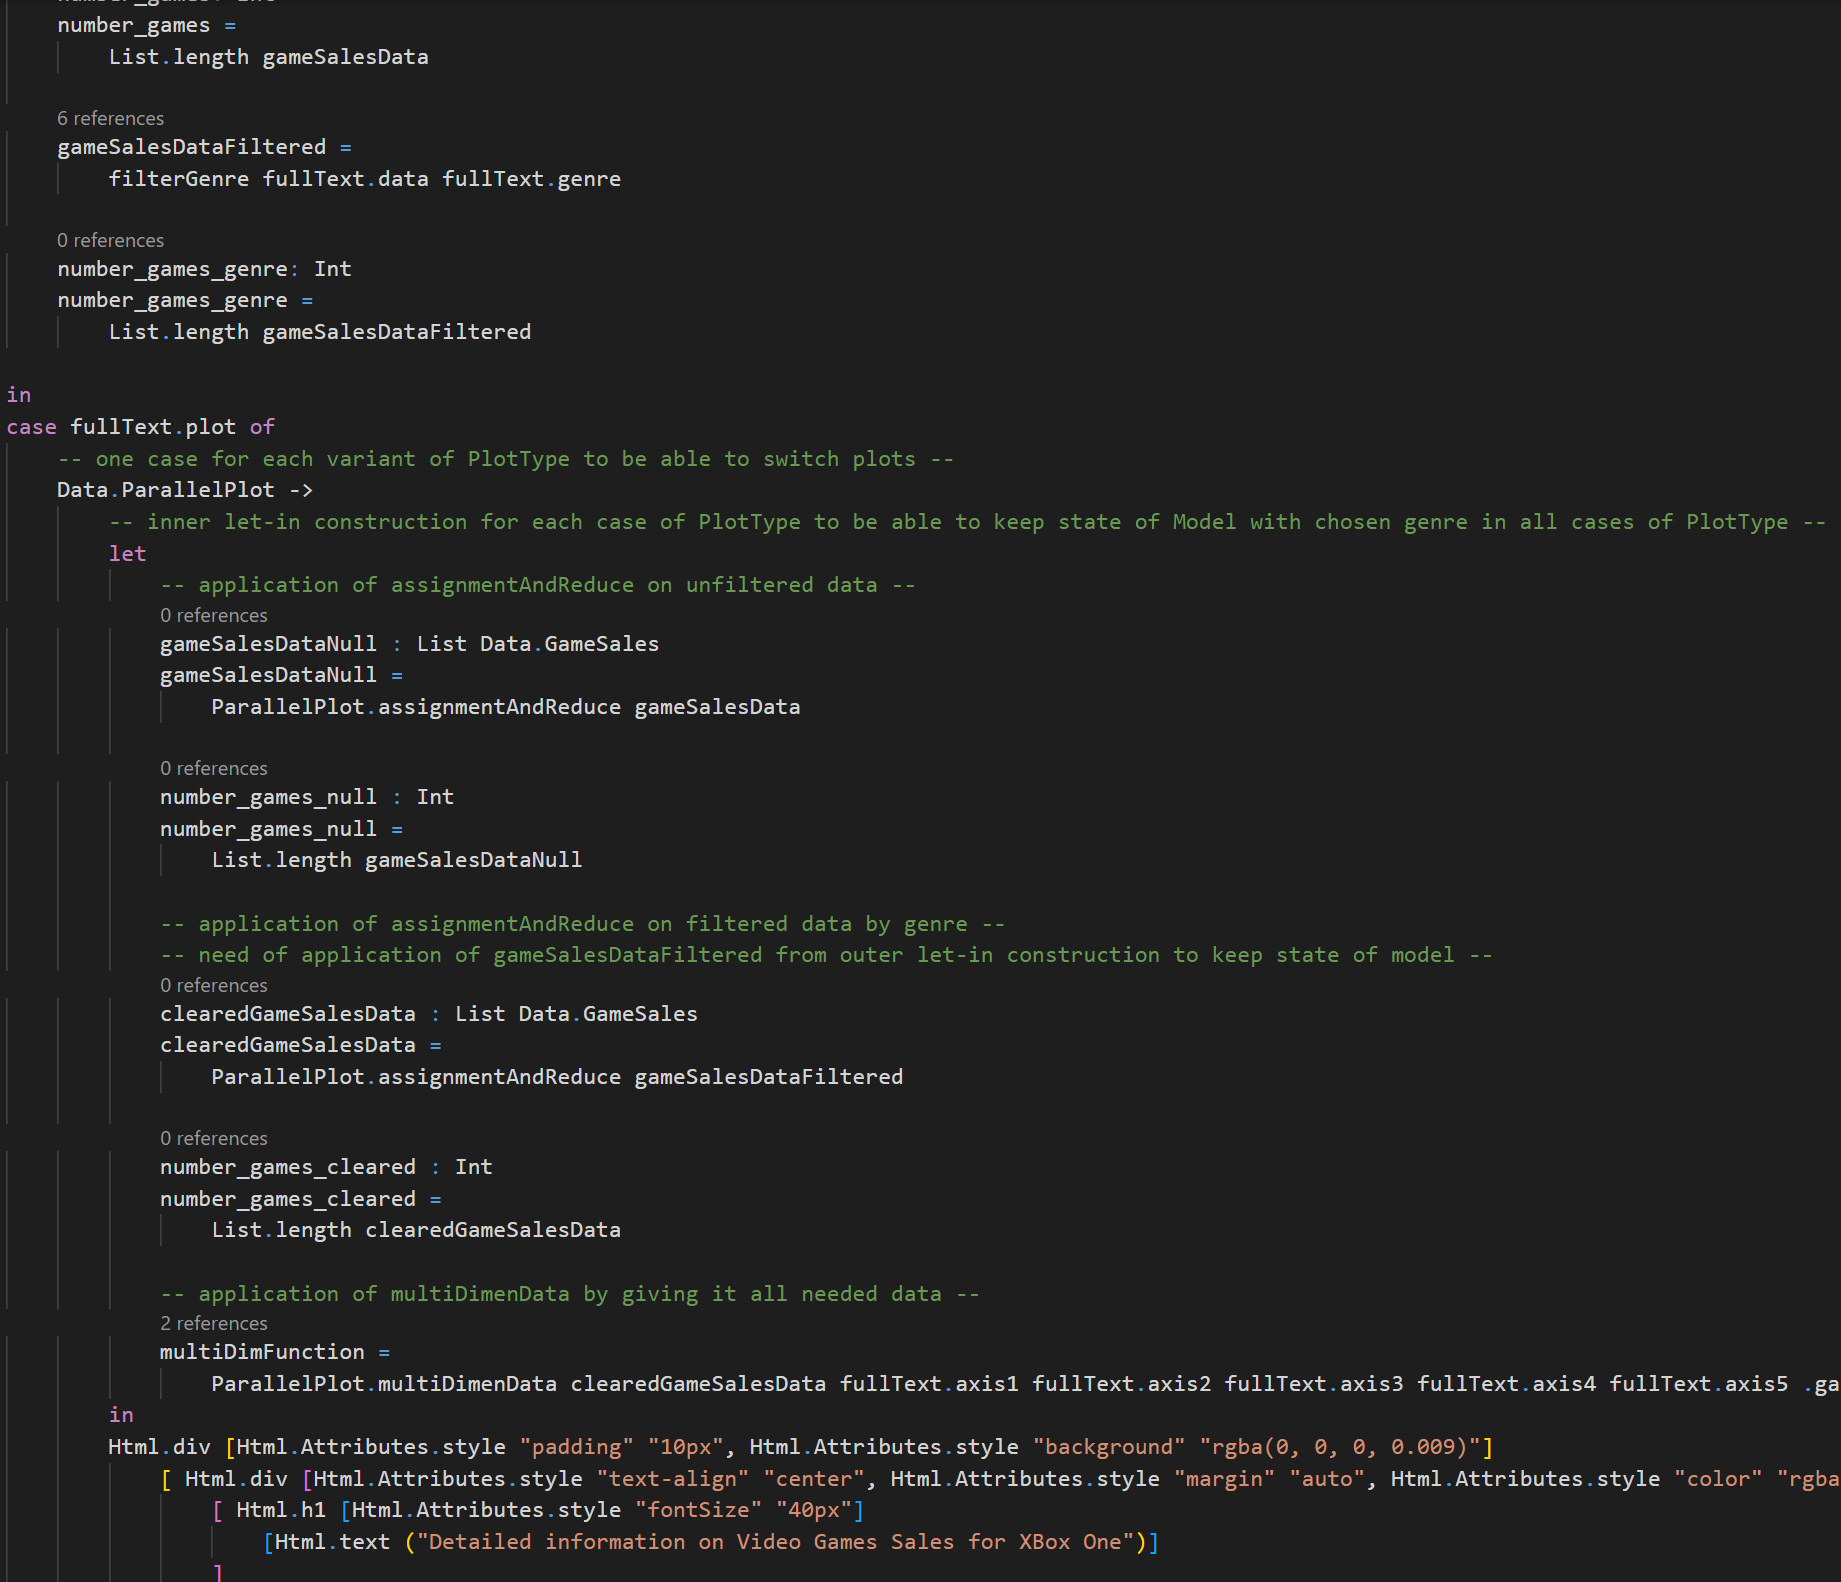 number_games =
List.length gameSalesData
6 references
gameSalesDataFiltered =
filterGenre fullText.data fullText.genre
0 references
number_games_genre: Int
number_games_genre =
List.length gameSalesDataFiltered
in
case fullText.plot of
-- one case for each variant of PlotType to be able to switch plots --
Data.ParallelPlot ->
-- inner let-in construction for each case of PlotType to be able to keep state of Model with chosen genre in all cases of PlotType --
let
-- application of assignmentAndReduce on unfiltered data --
0 references
gameSalesDataNull : List Data.GameSales
gameSalesDataNull =
ParallelPlot.assignmentAndReduce gameSalesData
0 references
number_games_null : Int
number_games_null =
List.length gameSalesDataNull
-- application of assignmentAndReduce on filtered data by genre --
-- need of application of gameSalesDataFiltered from outer let-in construction to keep state of model --
0 references
clearedGameSalesData : List Data.GameSales
clearedGameSalesData =
ParallelPlot.assignmentAndReduce gameSalesDataFiltered
0 references
number_games_cleared : Int
number_games_cleared =
List.length clearedGameSalesData
-- application of multiDimenData by giving it all needed data --
2 references
multiDimFunction =
ParallelPlot.multiDimenData clearedGameSalesData fullText.axis1 fullText.axis2 fullText.axis3 fullText.axis4 fullText.axis5 .ga
in
Html.div [Html.Attributes.style "padding" "10px", Html.Attributes.style "background" "rgba(0, 0, 0, 0.009)"]
[ Html.div [Html.Attributes.style "text-align" "center", Html.Attributes.style "margin" "auto", Html.Attributes.style "color" "rgba
[ Html.h1 [Html.Attributes.style "fontSize" "40px"]
[Html.text ("Detailed information on Video Games Sales for XBox One")]
]